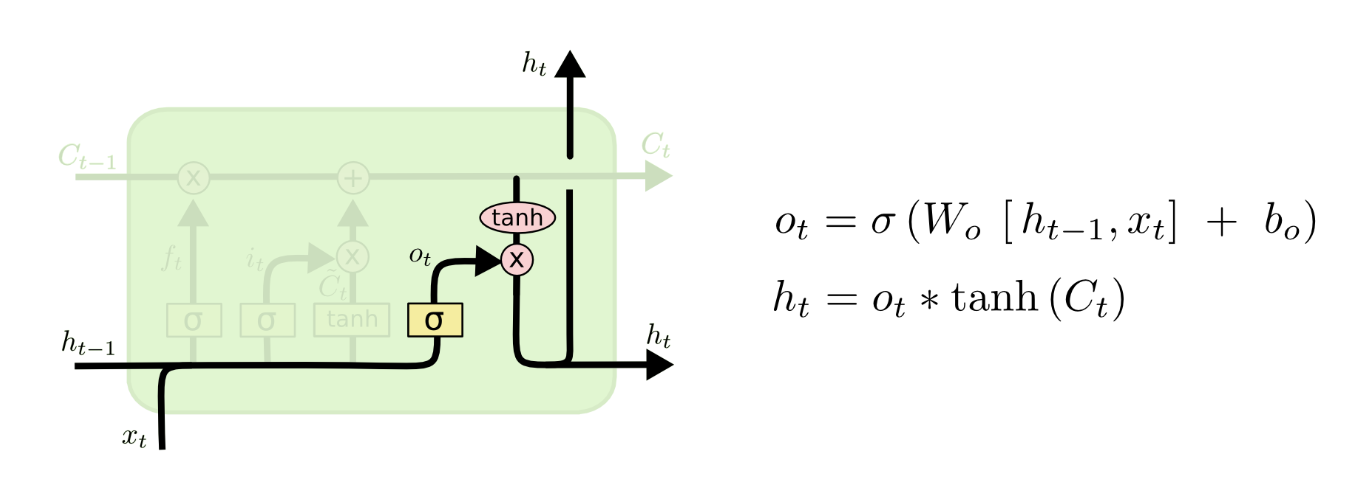 h_t
C_{t-1}
C_t
x
+
tanh
f_t
i_t
x
o_t
x
C̃_t
σ
σ
tanh
σ
h_{t-1}
h_t
x_t
o_t = σ (W_o [h_{t-1}, x_t] + b_o)
h_t = o_t * tanh (C_t)